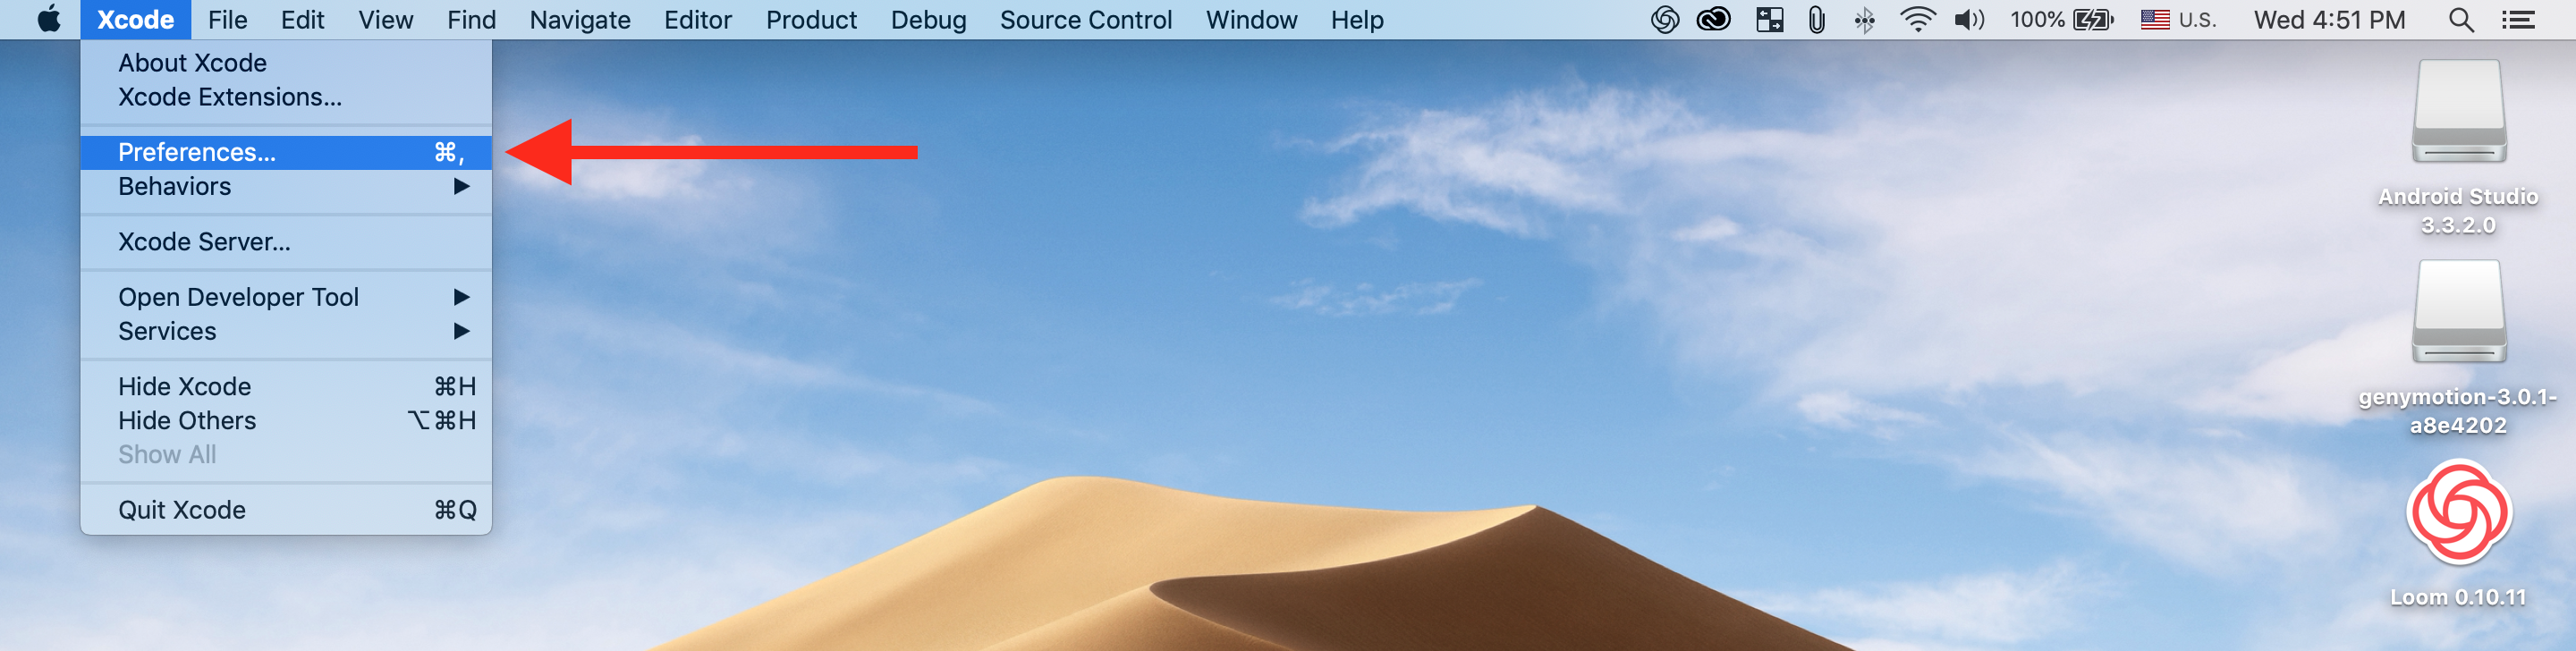 Xcode File Edit View Find Navigate Editor Product Debug Source Control Window Help 100% U.S. Wed 4:51 PM
About Xcode
Xcode Extensions...
Preferences... ⌘,
Behaviors ▶
Xcode Server...
Open Developer Tool ▶
Services ▶
Hide Xcode ⌘H
Hide Others ⌥⌘H
Show All
Quit Xcode ⌘Q
Android Studio
3.3.2.0
genymotion-3.0.1-
a8e4202
Loom 0.10.11